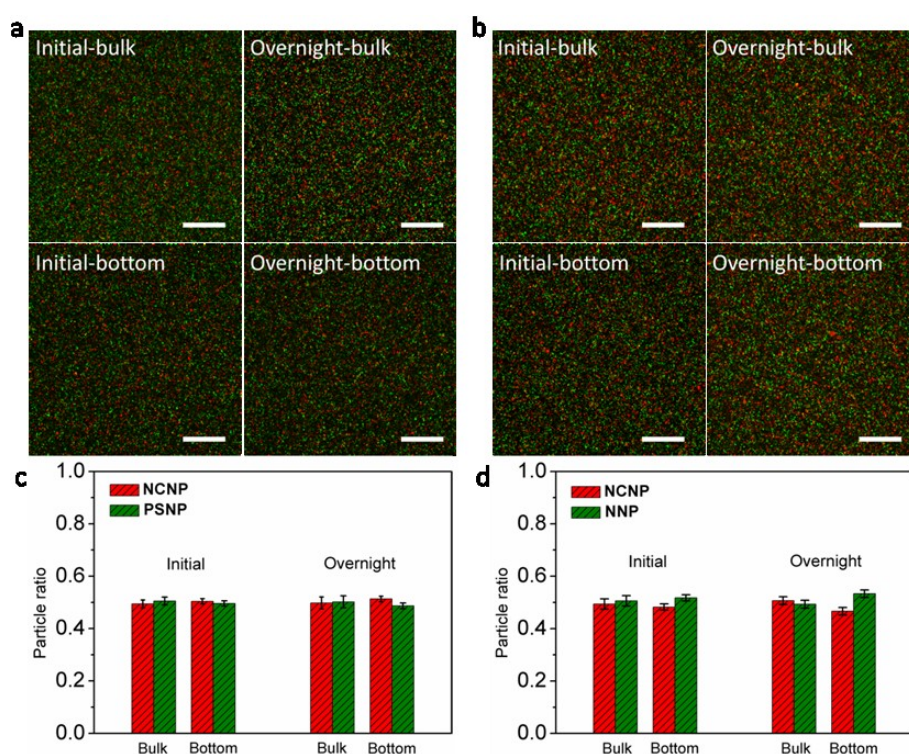 a
Initial-bulk
Overnight-bulk
Initial-bottom
Overnight-bottom
b
Initial-bulk
Overnight-bulk
Initial-bottom
Overnight-bottom
c
1.0
0.8
0.6
0.4
0.2
0.0
Particle ratio
NCNP
PSNP
Initial
Overnight
Bulk Bottom Bulk Bottom
d
1.0
0.8
0.6
0.4
0.2
0.0
Particle ratio
NCNP
NNP
Initial
Overnight
Bulk Bottom Bulk Bottom